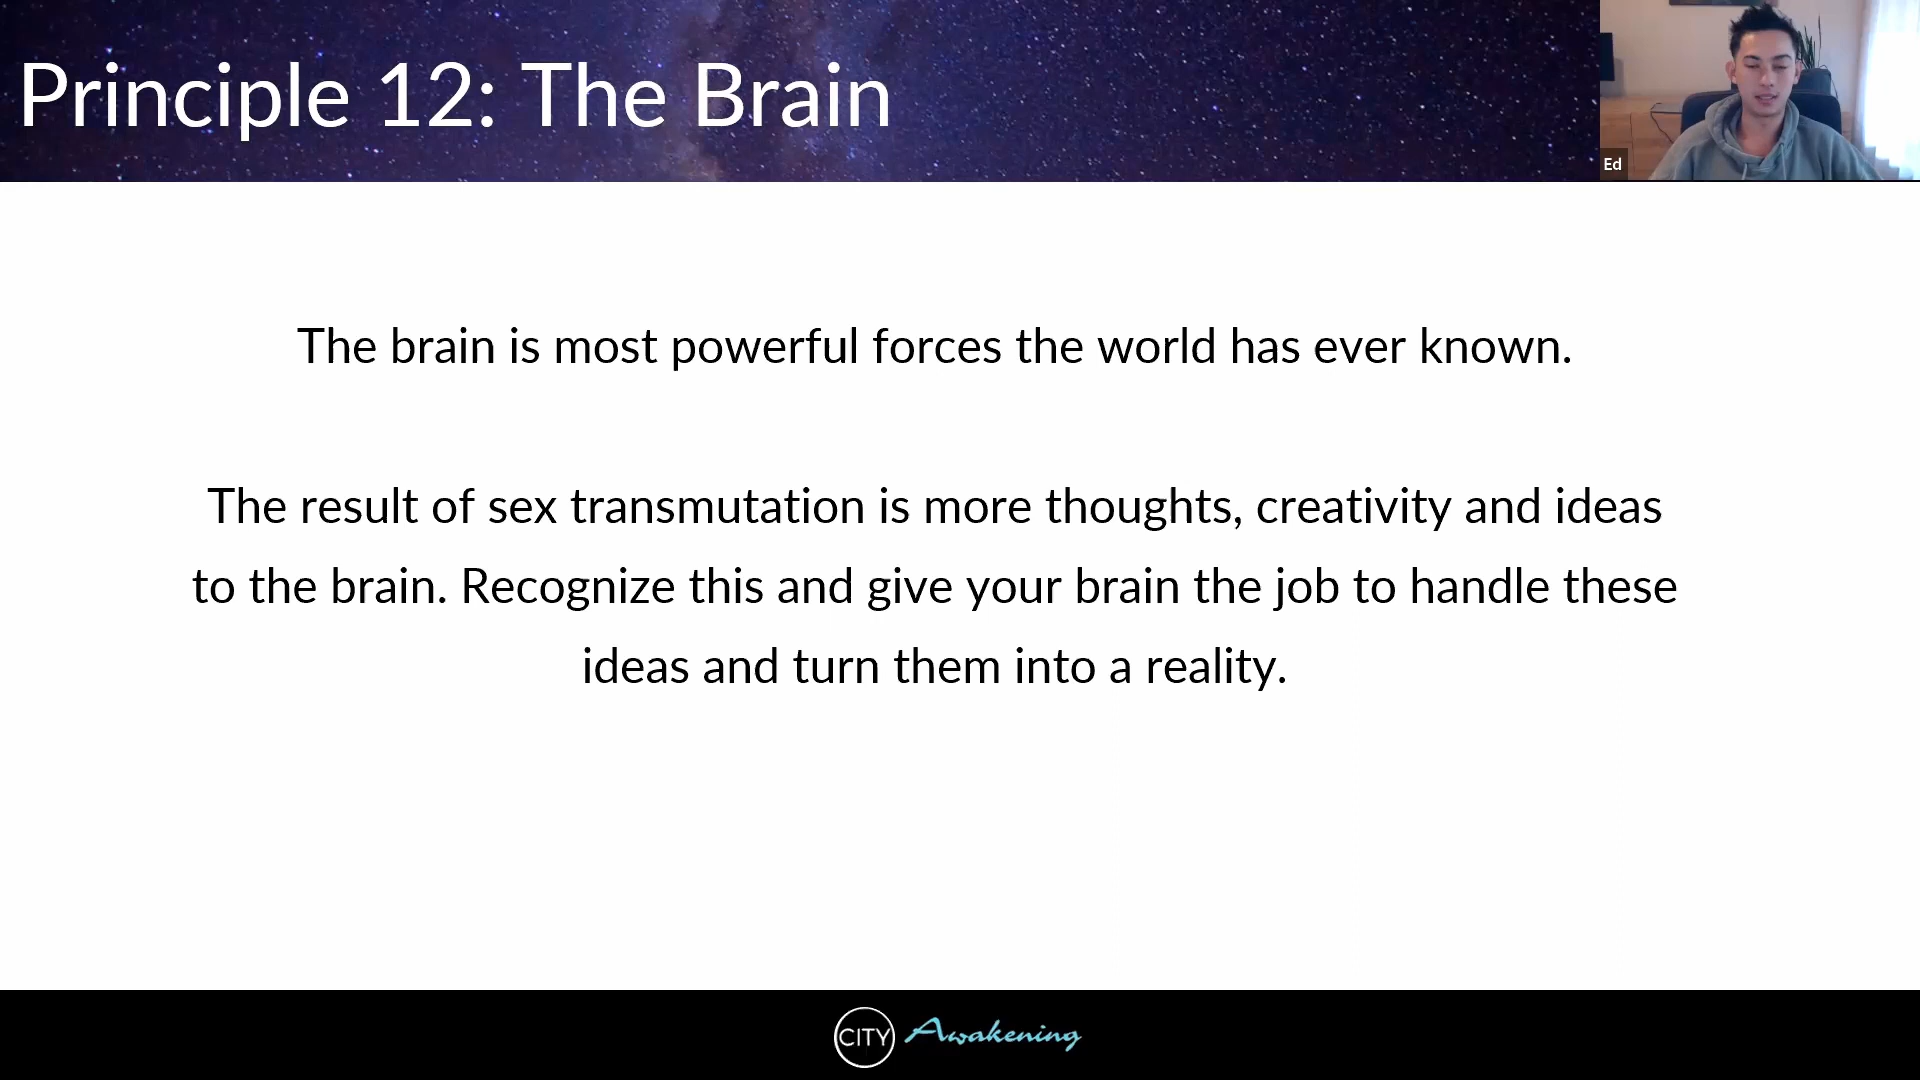 Principle 12: The Brain
Ed
The brain is most powerful forces the world has ever known.
The result of sex transmutation is more thoughts, creativity and ideas
to the brain. Recognize this and give your brain the job to handle these
ideas and turn them into a reality.
CITY Awakening